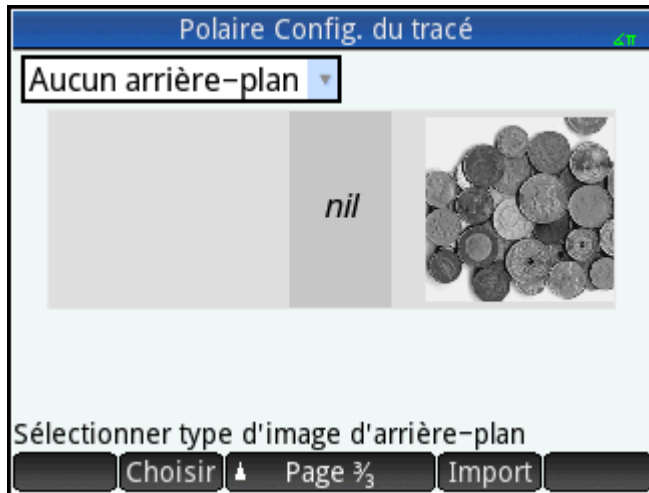 Polaire Config. du tracé
∡π
Aucun arrière-plan
nil
Sélectionner type d'image d'arrière-plan
Choisir Page 3/3 Import